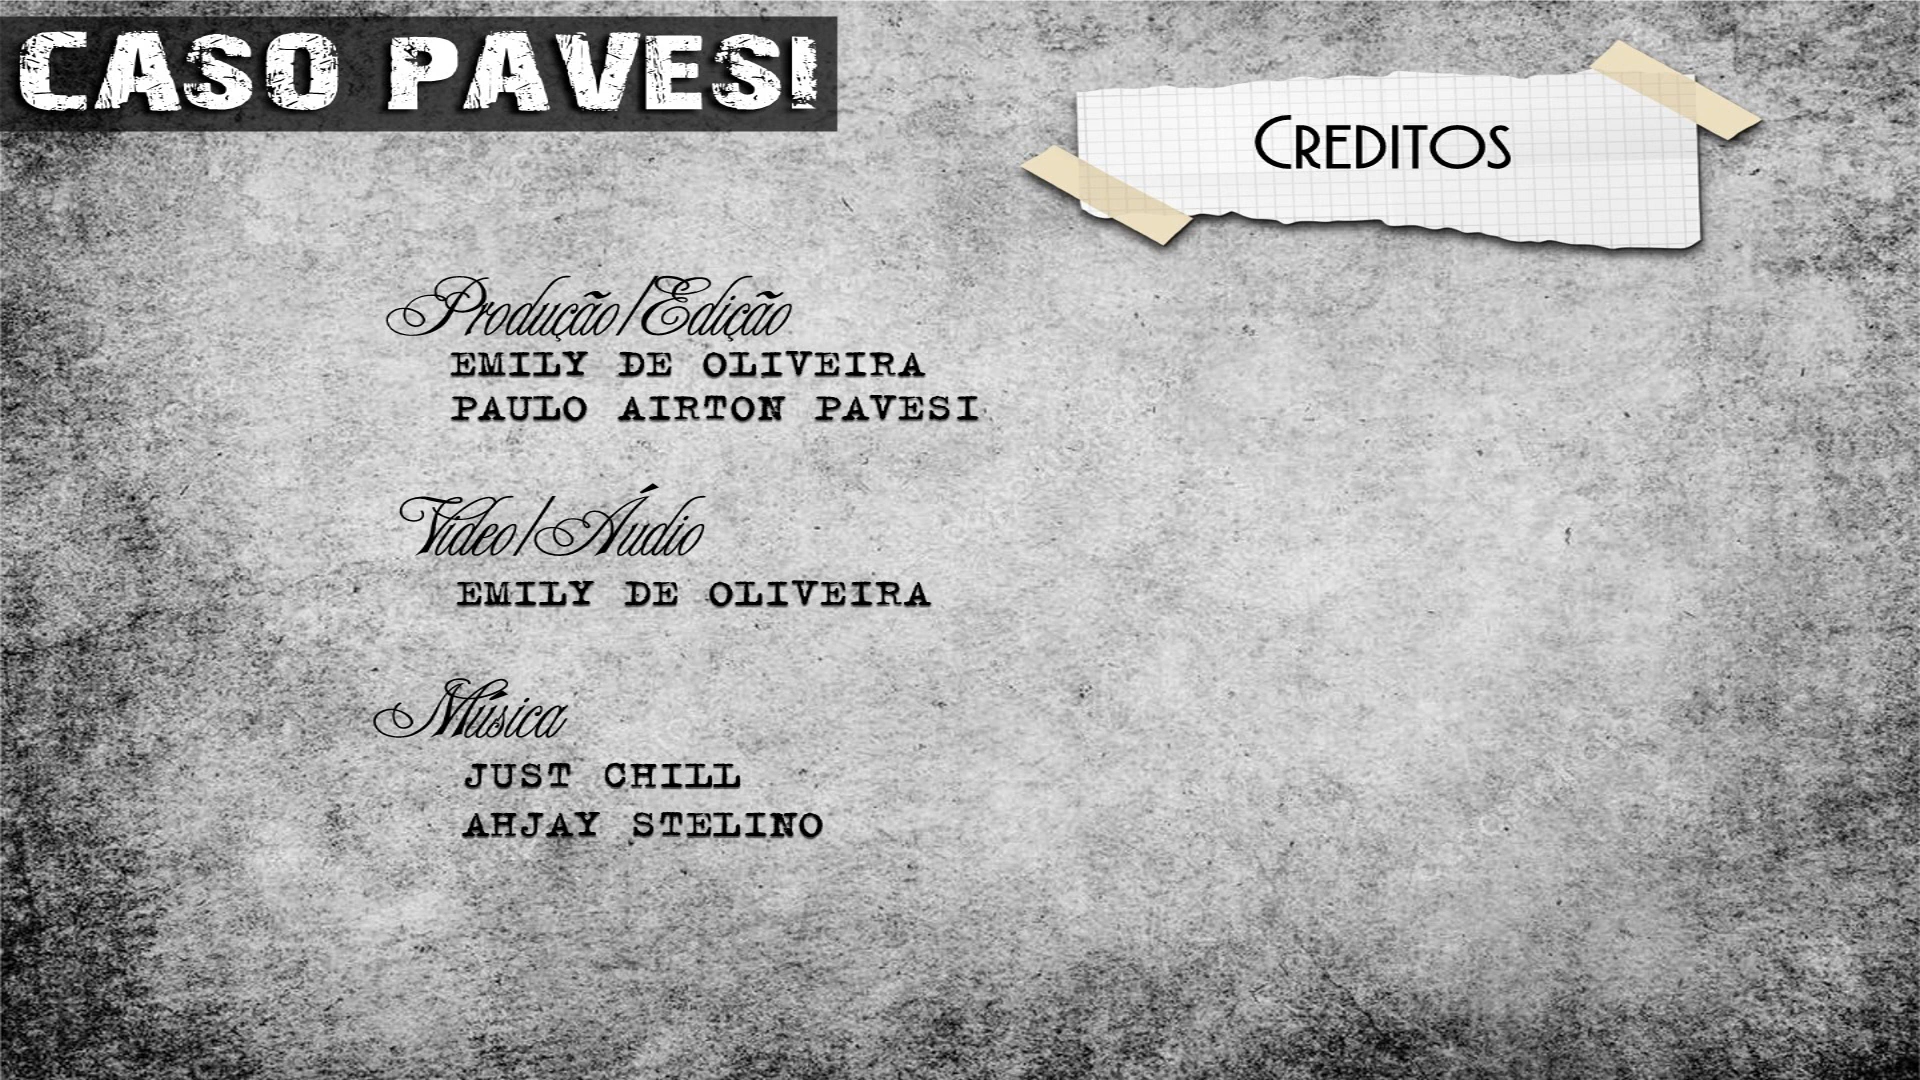 CASO PAVESI
CREDITOS
Produção/Edição
EMILY DE OLIVEIRA
PAULO AIRTON PAVESI
Vídeo/Áudio
EMILY DE OLIVEIRA
Música
JUST CHILL
AHJAY STELINO